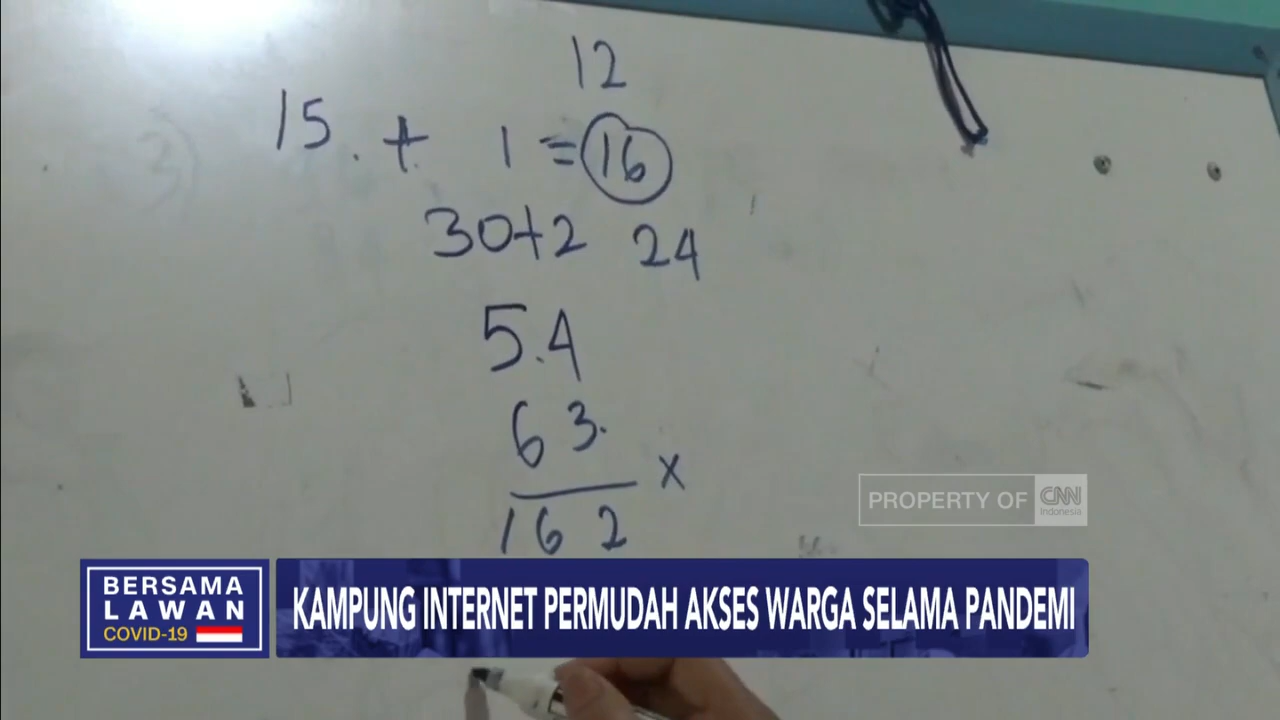 12
15. + 1 = 16
30+2 24
5.4
63.
x
162
PROPERTY OF CNN Indonesia
BERSAMA
LAWAN
COVID-19
KAMPUNG INTERNET PERMUDAH AKSES WARGA SELAMA PANDEMI